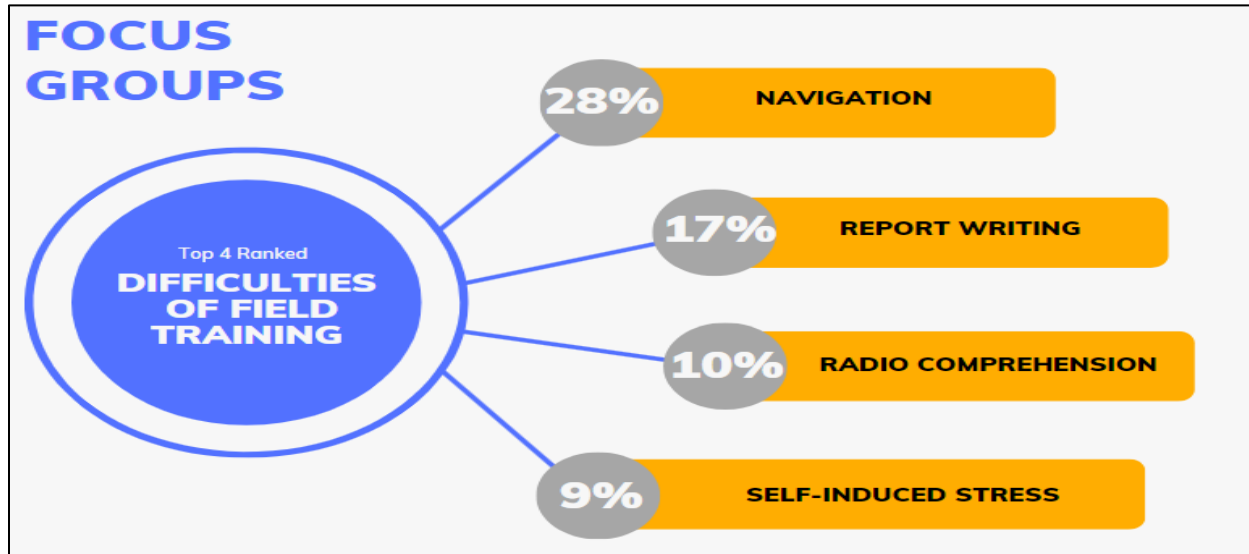 FOCUS
GROUPS
Top 4 Ranked
DIFFICULTIES
OF FIELD
TRAINING
28%
NAVIGATION
17%
REPORT WRITING
10%
RADIO COMPREHENSION
9%
SELF-INDUCED STRESS